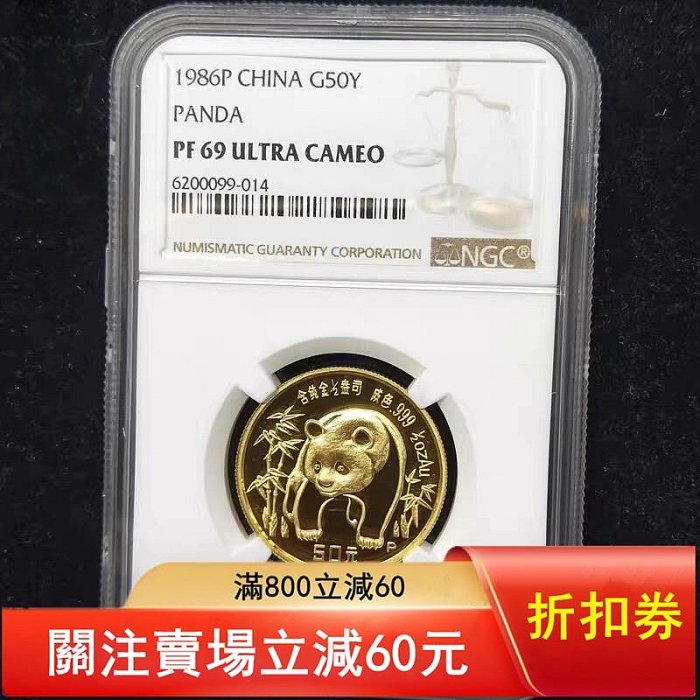 1986P CHINA G50Y
PANDA
PF 69 ULTRA CAMEO
6200099-014
NUMISMATIC GUARANTY CORPORATION
NGC®
含纯金½盎司 成色.999 ½ozAu
50元
P
滿800立減60
關注賣場立減60元
折扣券